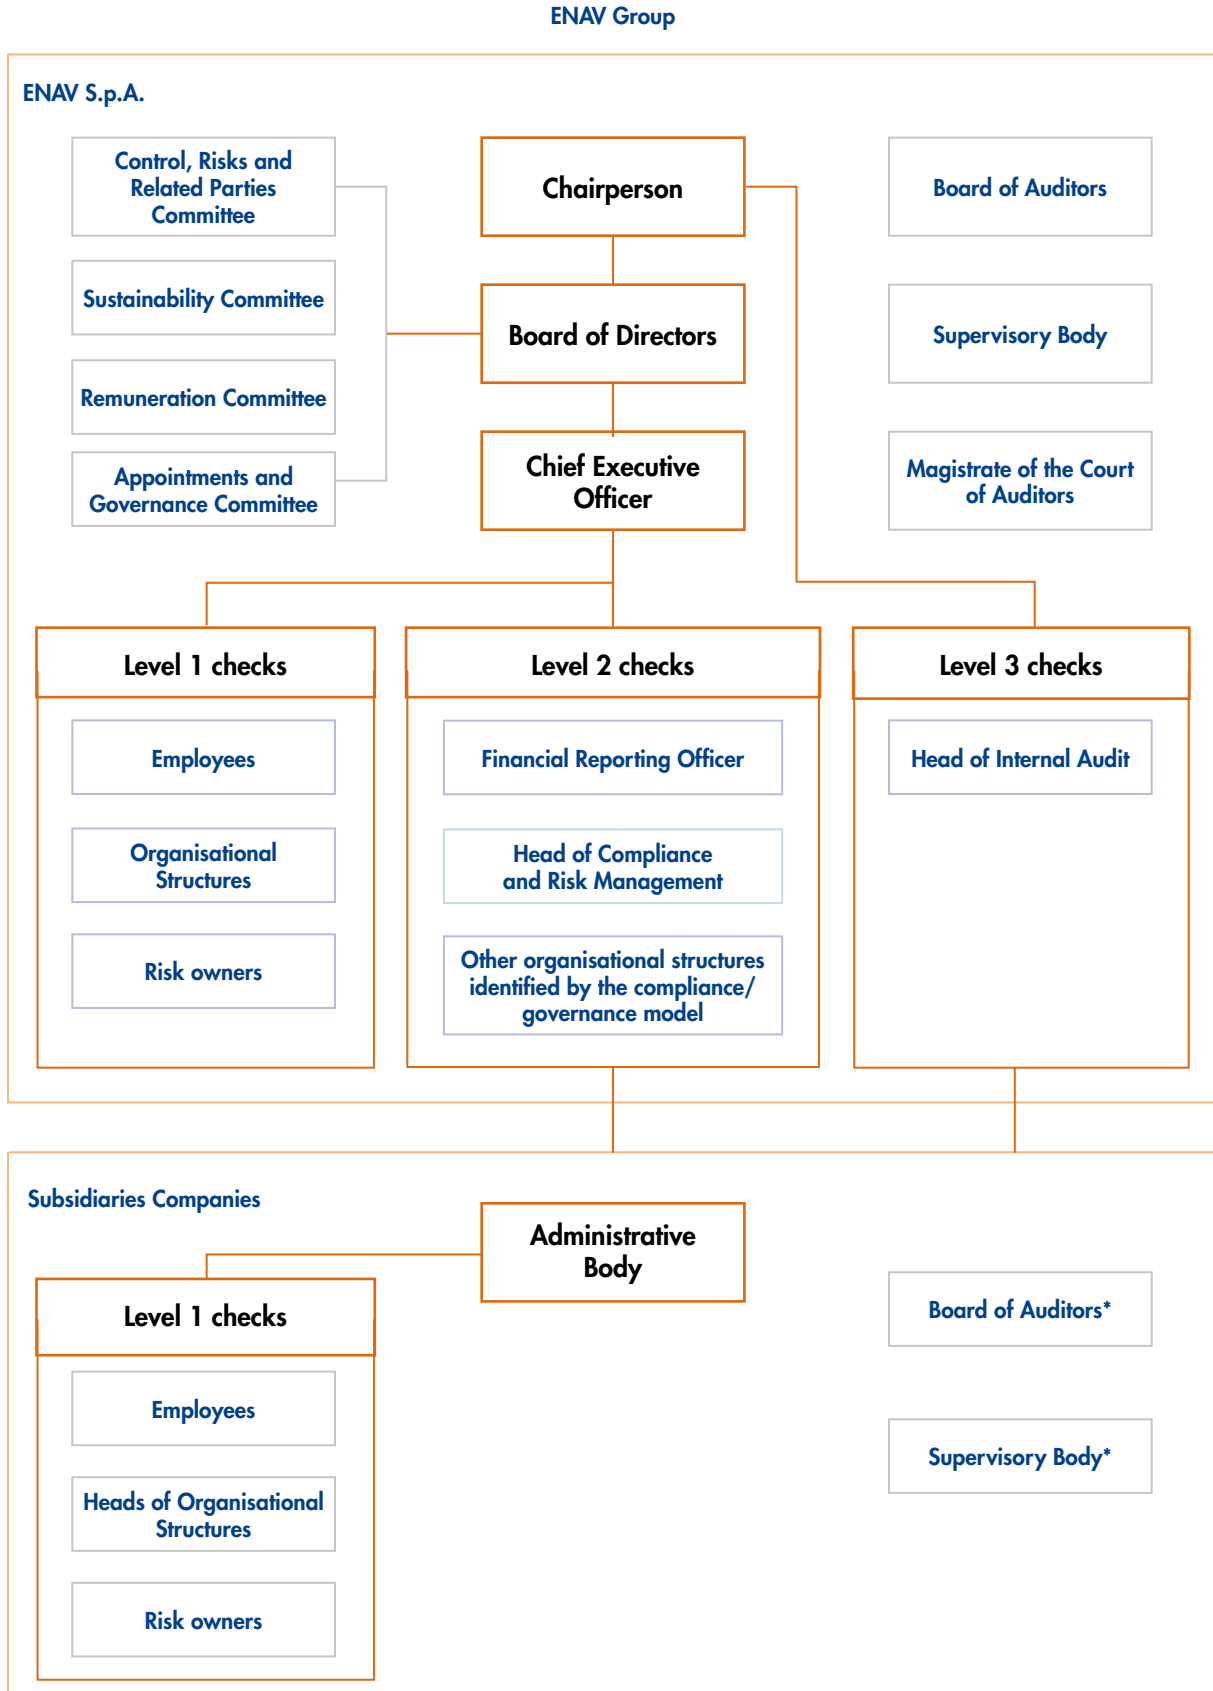 ENAV Group
ENAV S.p.A.
Control, Risks and
Related Parties
Committee
Sustainability Committee
Remuneration Committee
Appointments and
Governance Committee
Chairperson
Board of Directors
Chief Executive
Officer
Board of Auditors
Supervisory Body
Magistrate of the Court
of Auditors
Level 1 checks
Employees
Organisational
Structures
Risk owners
Level 2 checks
Financial Reporting Officer
Head of Compliance
and Risk Management
Other organisational structures
identified by the compliance/
governance model
Level 3 checks
Head of Internal Audit
Subsidiaries Companies
Administrative
Body
Level 1 checks
Employees
Heads of Organisational
Structures
Risk owners
Board of Auditors*
Supervisory Body*